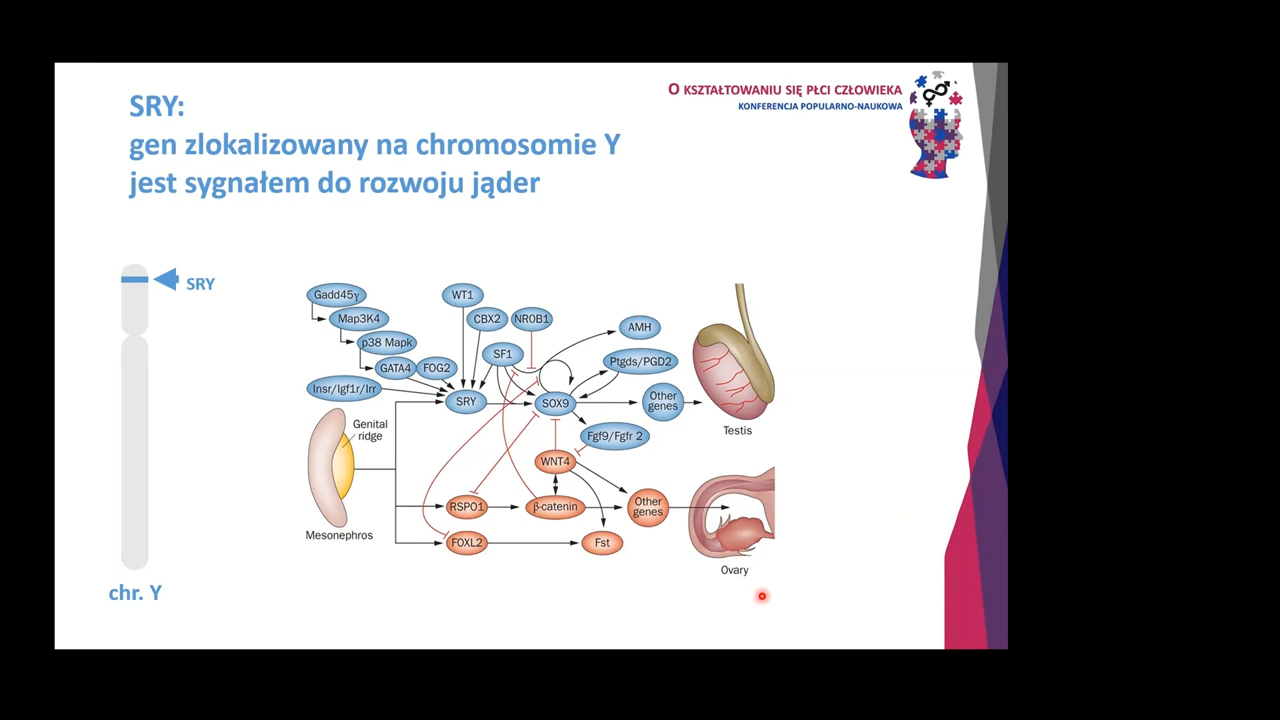 SRY:
gen zlokalizowany na chromosomie Y
jest sygnałem do rozwoju jąder
O KSZTAŁTOWANIU SIĘ PŁCI CZŁOWIEKA
KONFERENCJA POPULARNO-NAUKOWA
SRY
chr. Y
Gadd45γ
WT1
Map3K4
CBX2
NR0B1
AMH
p38 Mapk
SF1
Ptgds/PGD2
GATA4
FOG2
Insr/Igf1r/Irr
SRY
SOX9
Other
genes
Testis
Genital
ridge
Fgf9/Fgfr 2
WNT4
RSPO1
β-catenin
Other
genes
Mesonephros
FOXL2
Fst
Ovary